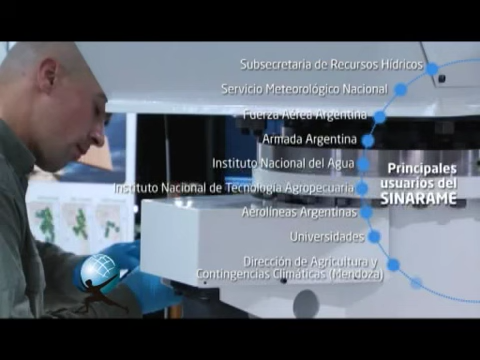 Subsecretaría de Recursos Hídricos
Servicio Meteorológico Nacional
Fuerza Aérea Argentina
Armada Argentina
Instituto Nacional del Agua
Instituto Nacional de Tecnología Agropecuaria
Aerolíneas Argentinas
Universidades
Dirección de Agricultura y
Contingencias Climáticas (Mendoza)
Principales
usuarios del
SINARAME